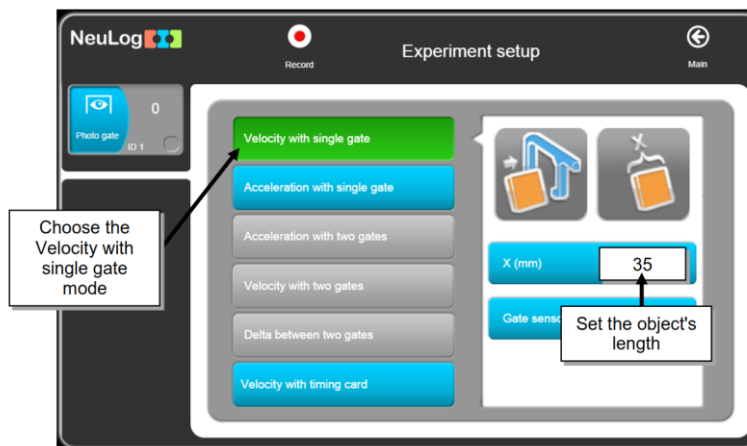 NeuLog
Record
Experiment setup
Main
0
Photo gate
ID 1
Velocity with single gate
Acceleration with single gate
Acceleration with two gates
Velocity with two gates
Delta between two gates
Velocity with timing card
X
X (mm)
35
Gate
Choose the
Velocity with
single gate
mode
Set the object's
length